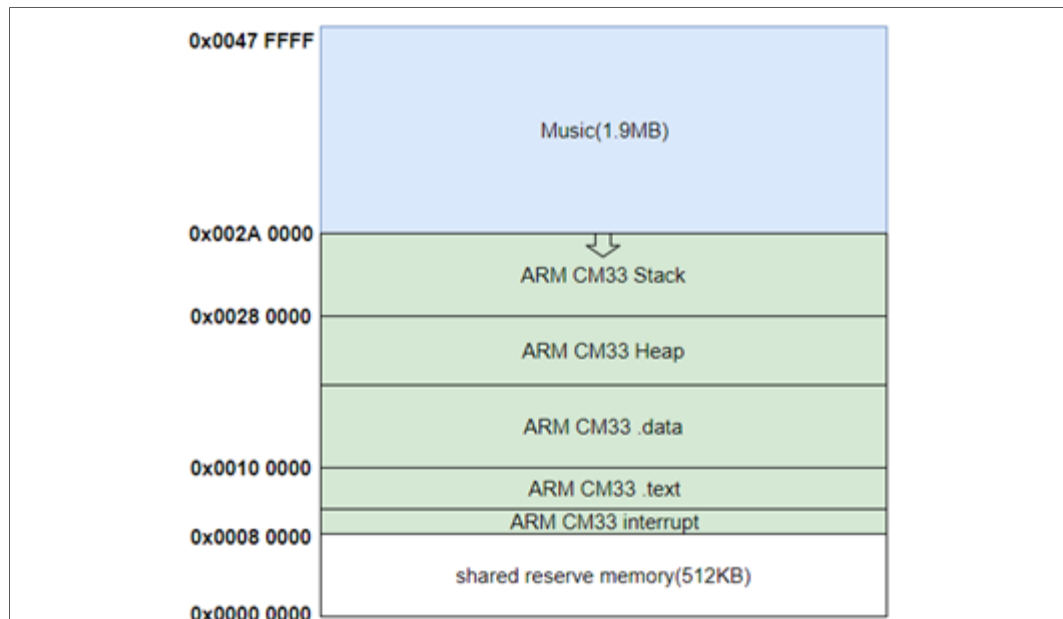 0x0047 FFFF
Music(1.9MB)
0x002A 0000
ARM CM33 Stack
0x0028 0000
ARM CM33 Heap
ARM CM33 .data
0x0010 0000
ARM CM33 .text
ARM CM33 interrupt
0x0008 0000
shared reserve memory(512KB)
0x0000 0000